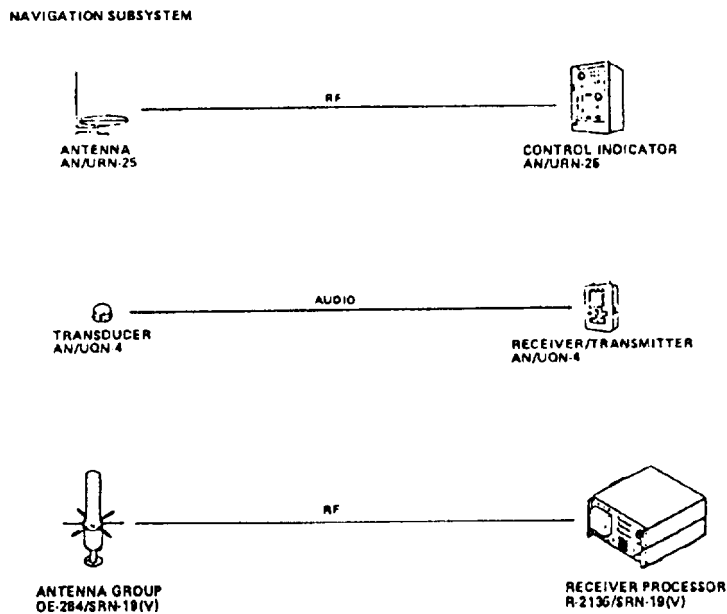 NAVIGATION SUBSYSTEM
RF
ANTENNA
AN/URN-25
CONTROL INDICATOR
AN/URN-26
AUDIO
TRANSDUCER
AN/UQN-4
RECEIVER/TRANSMITTER
AN/UQN-4
RF
ANTENNA GROUP
OE-284/SRN-19(V)
RECEIVER PROCESSOR
R-2136/SRN-19(V)